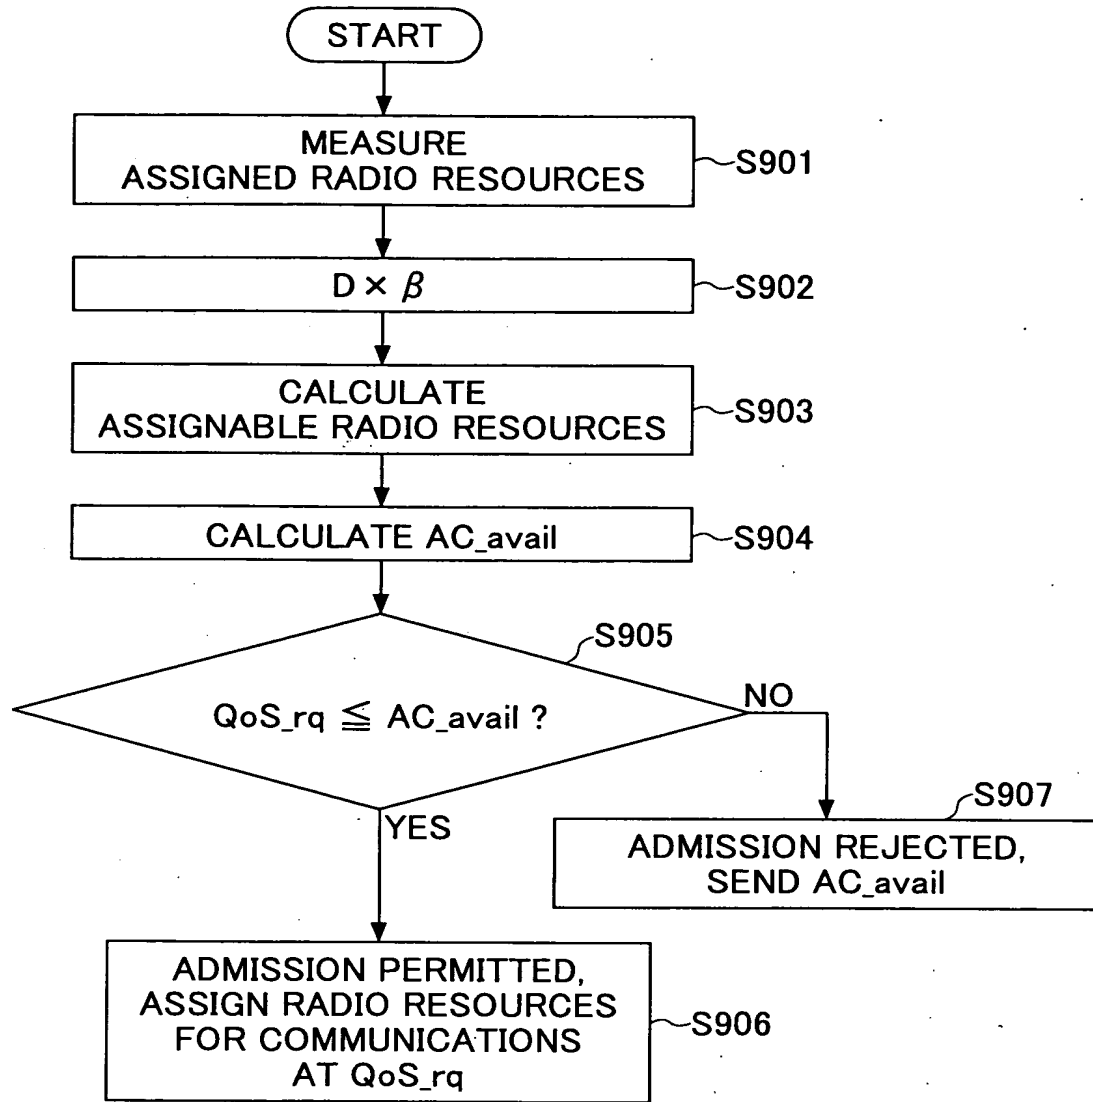 START
MEASURE
ASSIGNED RADIO RESOURCES
S901
D × β
S902
CALCULATE
ASSIGNABLE RADIO RESOURCES
S903
CALCULATE AC_avail
S904
S905
QoS_rq ≦ AC_avail ?
NO
YES
S907
ADMISSION REJECTED,
SEND AC_avail
ADMISSION PERMITTED,
ASSIGN RADIO RESOURCES
FOR COMMUNICATIONS
AT QoS_rq
S906